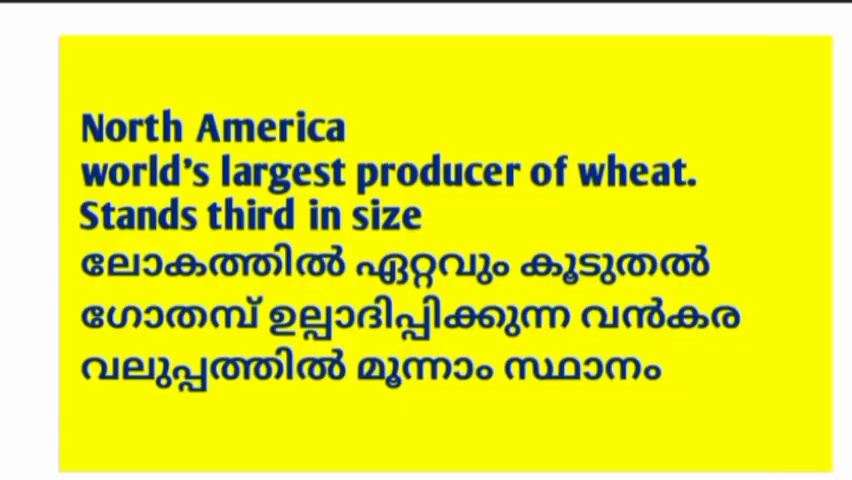 North America
world's largest producer of wheat.
Stands third in size
ലോകത്തിൽ ഏറ്റവും കൂടുതൽ
ഗോതമ്പ് ഉല്പാദിപ്പിക്കുന്ന വൻകര
വലുപ്പത്തിൽ മൂന്നാം സ്ഥാനം